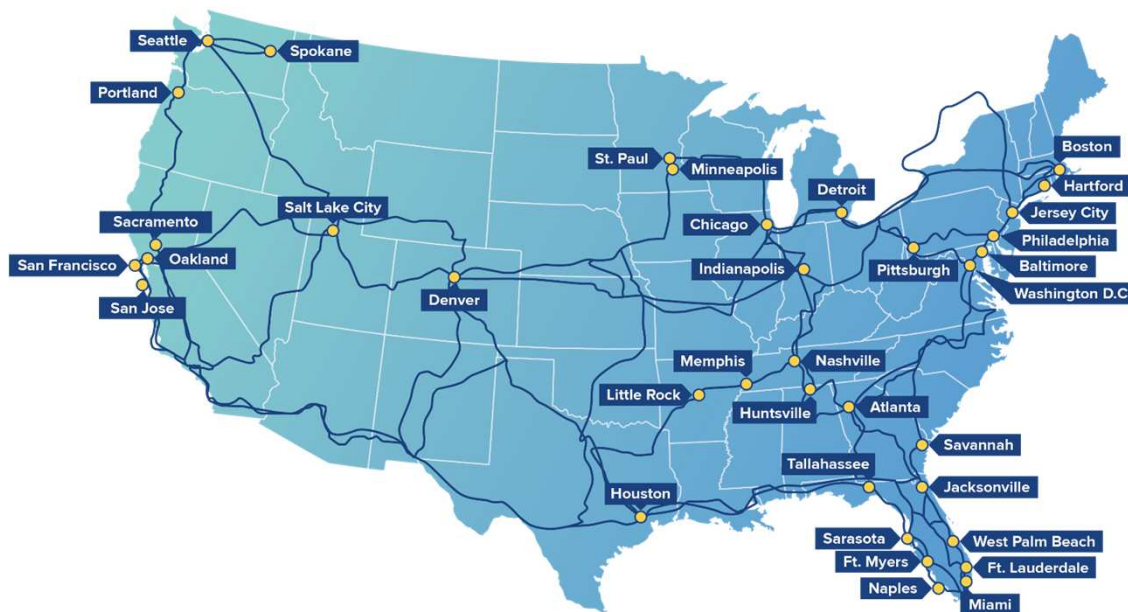 Seattle
Spokane
Portland
St. Paul
Minneapolis
Boston
Detroit
Hartford
Salt Lake City
Jersey City
Sacramento
Chicago
Philadelphia
San Francisco
Oakland
Indianapolis
Pittsburgh
Baltimore
Denver
Washington D.C
San Jose
Memphis
Nashville
Little Rock
Huntsville
Atlanta
Savannah
Tallahassee
Houston
Jacksonville
Sarasota
West Palm Beach
Ft. Myers
Ft. Lauderdale
Naples
Miami